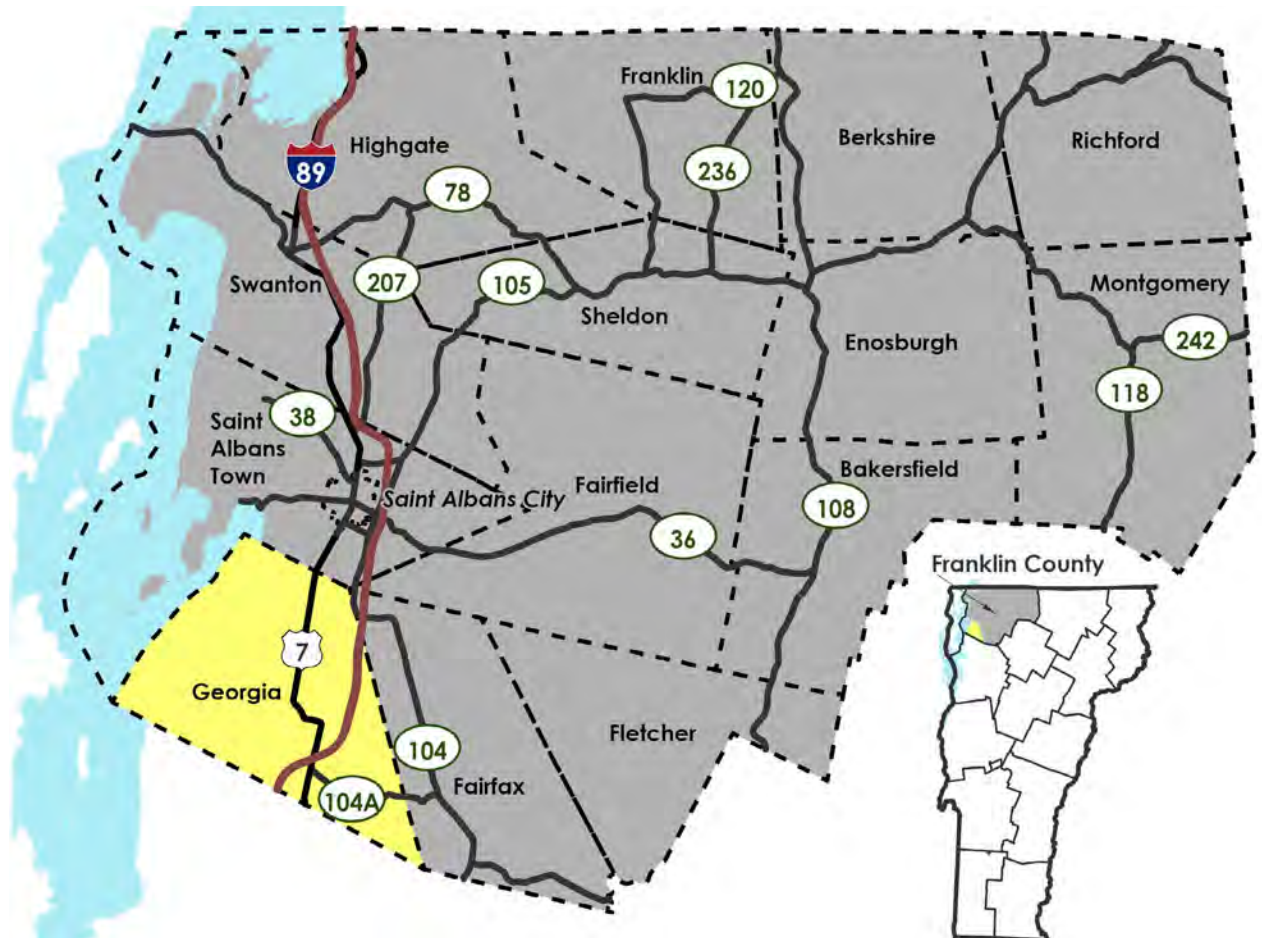 Franklin
120
Berkshire
Richford
Highgate
89
236
78
Swanton
207
105
Sheldon
Montgomery
Enosburgh
242
118
38
Saint
Albans
Town
Saint Albans City
Fairfield
Bakersfield
108
36
Franklin County
7
Georgia
104
Fletcher
Fairfax
104A